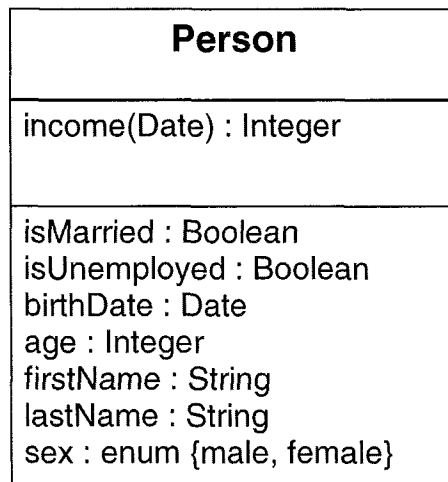 Person
income(Date) : Integer
isMarried : Boolean
isUnemployed : Boolean
birthDate : Date
age : Integer
firstName : String
lastName : String
sex : enum {male, female}